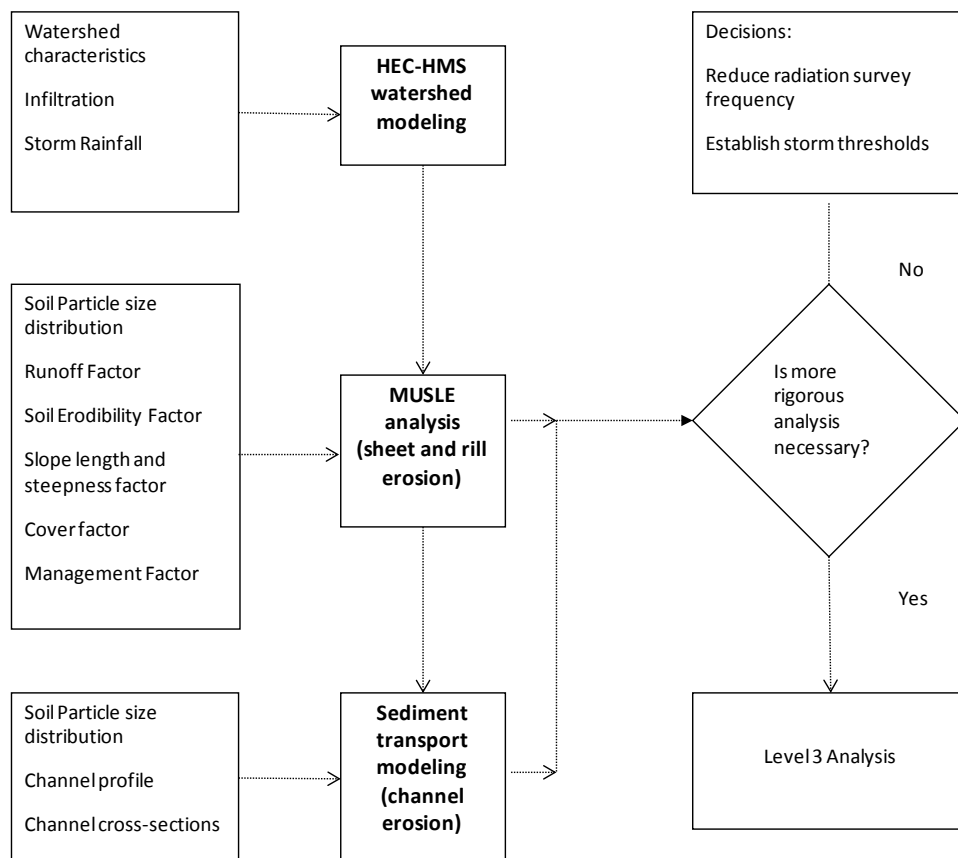 Watershed
characteristics
Infiltration
Storm Rainfall
HEC-HMS
watershed
modeling
Decisions:
Reduce radiation survey
frequency
Establish storm thresholds
No
Soil Particle size
distribution
Runoff Factor
Soil Erodibility Factor
Slope length and
steepness factor
Cover factor
Management Factor
MUSLE
analysis
(sheet and rill
erosion)
Is more
rigorous
analysis
necessary?
Yes
Soil Particle size
distribution
Channel profile
Channel cross-sections
Sediment
transport
modeling
(channel
erosion)
Level 3 Analysis